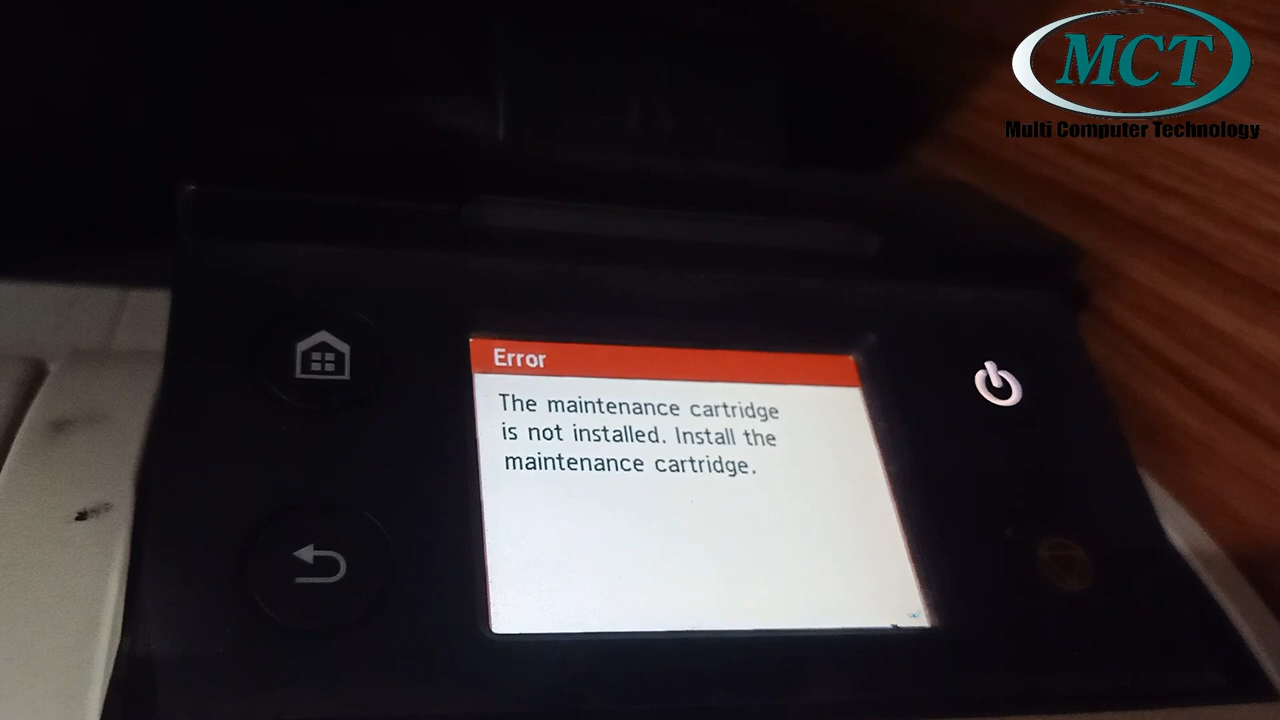 MCT
Multi Computer Technology
Error
The maintenance cartridge
is not installed. Install the
maintenance cartridge.